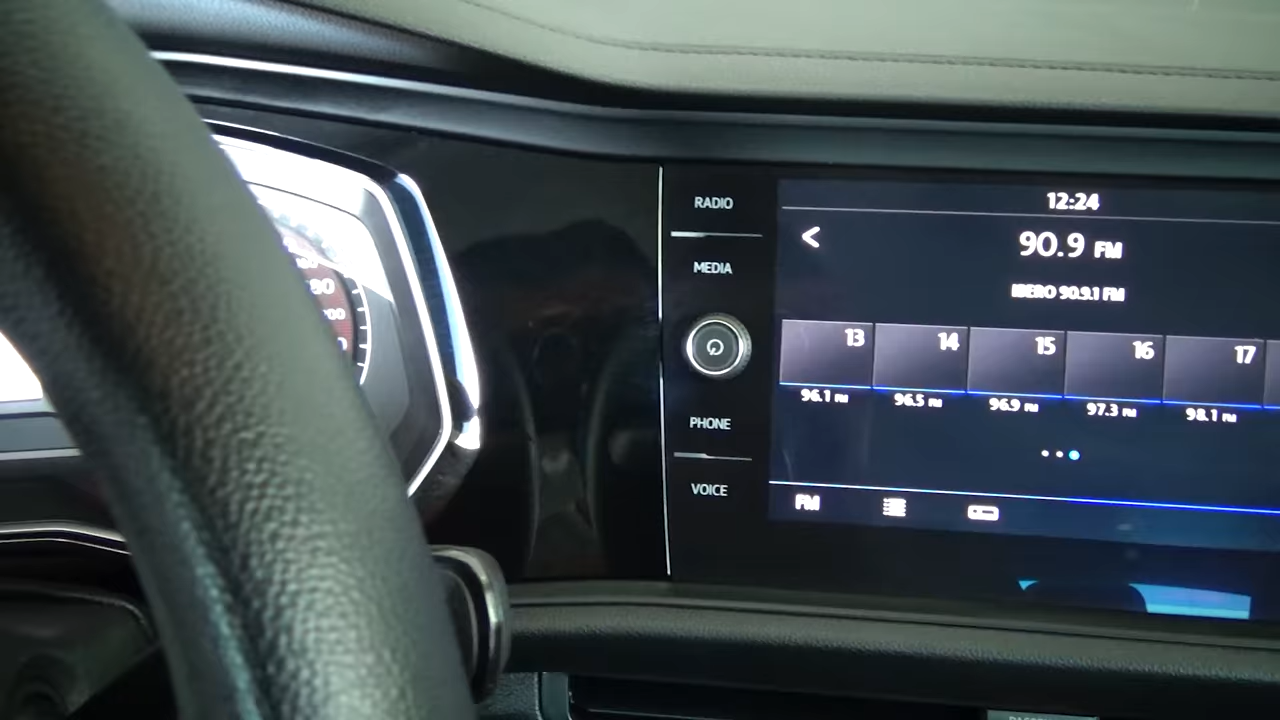 RADIO
MEDIA
PHONE
VOICE
12:24
<
90.9 FM
IBERO 90.9.1 FM
13 14 15 16 17
96.1 FM 96.5 FM 96.9 FM 97.3 FM 98.1 FM
FM